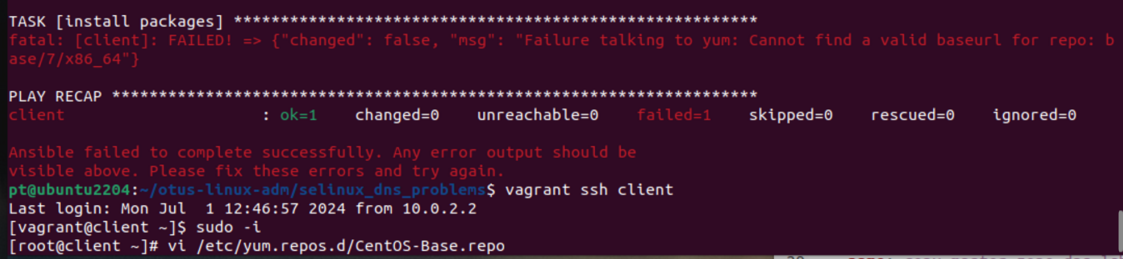 TASK [install packages] *******************************************************
fatal: [client]: FAILED! => {"changed": false, "msg": "Failure talking to yum: Cannot find a valid baseurl for repo: b
ase/7/x86_64"}
PLAY RECAP *********************************************************************
client                     : ok=1    changed=0    unreachable=0    failed=1    skipped=0    rescued=0    ignored=0
Ansible failed to complete successfully. Any error output should be
visible above. Please fix these errors and try again.
pt@ubuntu2204:~/otus-linux-adm/selinux_dns_problems$ vagrant ssh client
Last login: Mon Jul  1 12:46:57 2024 from 10.0.2.2
[vagrant@client ~]$ sudo -i
[root@client ~]# vi /etc/yum.repos.d/CentOS-Base.repo